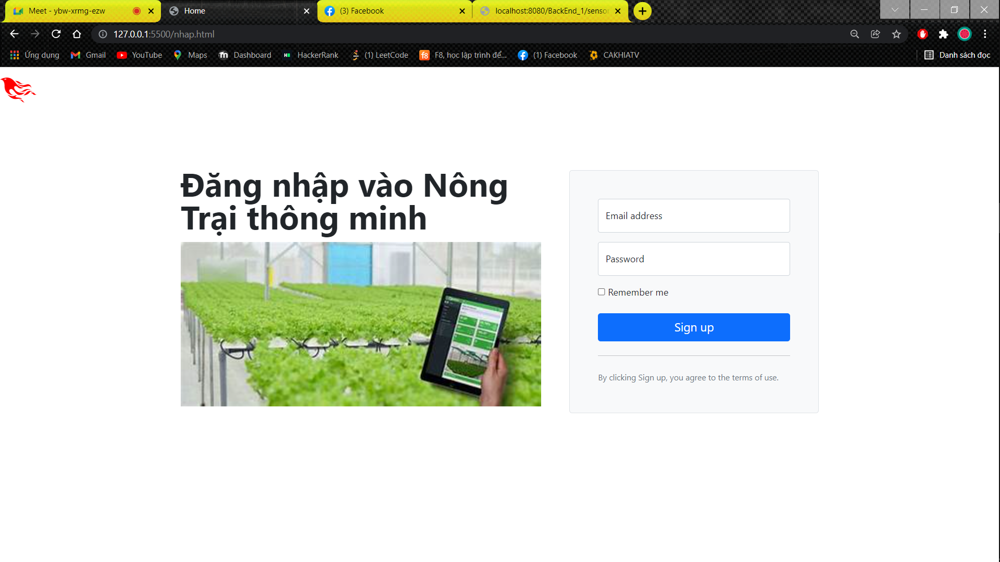 Meet - ybw-xrmg-ezw
Home
(3) Facebook
localhost:8080/BackEnd_1/sensor
127.0.0.1:5500/nhap.html
Ứng dụng
Gmail
YouTube
Maps
Dashboard
HackerRank
(1) LeetCode
F8, học lập trình để...
(1) Facebook
CAKHIATV
Danh sách đọc
Đăng nhập vào Nông
Trại thông minh
Email address
Password
Remember me
Sign up
By clicking Sign up, you agree to the terms of use.